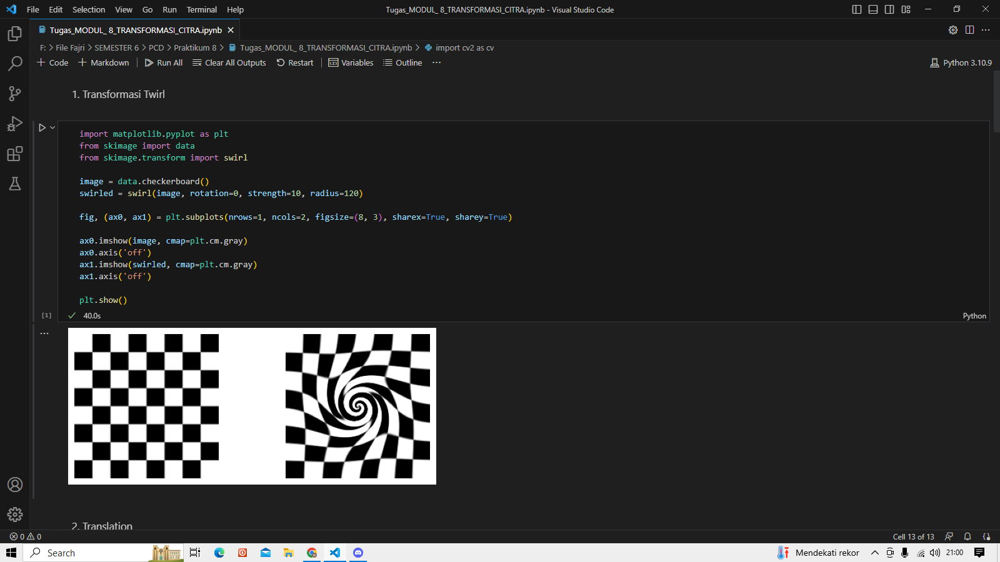 File Edit Selection View Go Run Terminal Help
Tugas_MODUL_ 8_TRANSFORMASI_CITRA.ipynb - Visual Studio Code
Tugas_MODUL_ 8_TRANSFORMASI_CITRA.ipynb
F: > File Fajri > SEMESTER 6 > PCD > Praktikum 8 > Tugas_MODUL_ 8_TRANSFORMASI_CITRA.ipynb > import cv2 as cv
+ Code + Markdown | Run All Clear All Outputs Restart | Variables Outline ... Python 3.10.9
1. Transformasi Twirl
import matplotlib.pyplot as plt
from skimage import data
from skimage.transform import swirl
image = data.checkerboard()
swirled = swirl(image, rotation=0, strength=10, radius=120)
fig, (ax0, ax1) = plt.subplots(nrows=1, ncols=2, figsize=(8, 3), sharex=True, sharey=True)
ax0.imshow(image, cmap=plt.cm.gray)
ax0.axis('off')
ax1.imshow(swirled, cmap=plt.cm.gray)
ax1.axis('off')
plt.show()
[1] 40.0s Python
2. Translation
0 0 Cell 13 of 13
Search Mendekati rekor 21:00